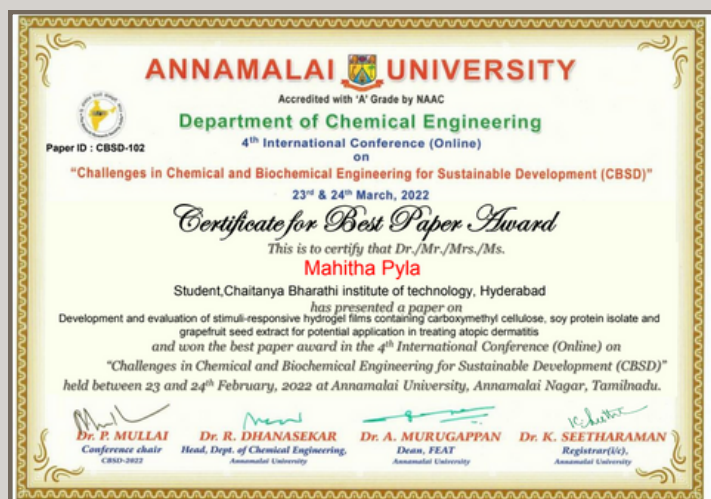 ANNAMALAI UNIVERSITY
Accredited with 'A' Grade by NAAC
Department of Chemical Engineering
Paper ID : CBSD-102
4th International Conference (Online)
on
"Challenges in Chemical and Biochemical Engineering for Sustainable Development (CBSD)"
23rd & 24th March, 2022
Certificate for Best Paper Award
This is to certify that Dr./Mr./Mrs./Ms.
Mahitha Pyla
Student,Chaitanya Bharathi institute of technology, Hyderabad
has presented a paper on
Development and evaluation of stimuli-responsive hydrogel films containing carboxymethyl cellulose, soy protein isolate and
grapefruit seed extract for potential application in treating atopic dermatitis
and won the best paper award in the 4th International Conference (Online) on
"Challenges in Chemical and Biochemical Engineering for Sustainable Development (CBSD)"
held between 23 and 24th February, 2022 at Annamalai University, Annamalai Nagar, Tamilnadu.
Dr. P. MULLAI Dr. R. DHANASEKAR Dr. A. MURUGAPPAN Dr. K. SEETHARAMAN
Conference chair Head, Dept. of Chemical Engineering, Dean, FEAT Registrar(i/c),
CBSD-2022 Annamalai University Annamalai University Annamalai University